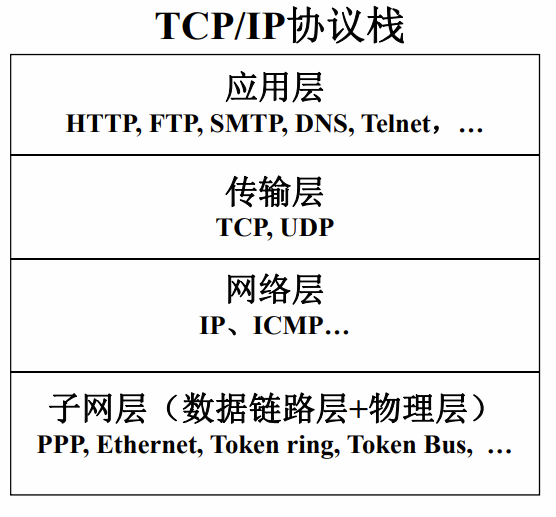 TCP/IP协议栈
应用层
HTTP, FTP, SMTP, DNS, Telnet，…
传输层
TCP, UDP
网络层
IP、ICMP…
子网层（数据链路层+物理层）
PPP, Ethernet, Token ring, Token Bus, …